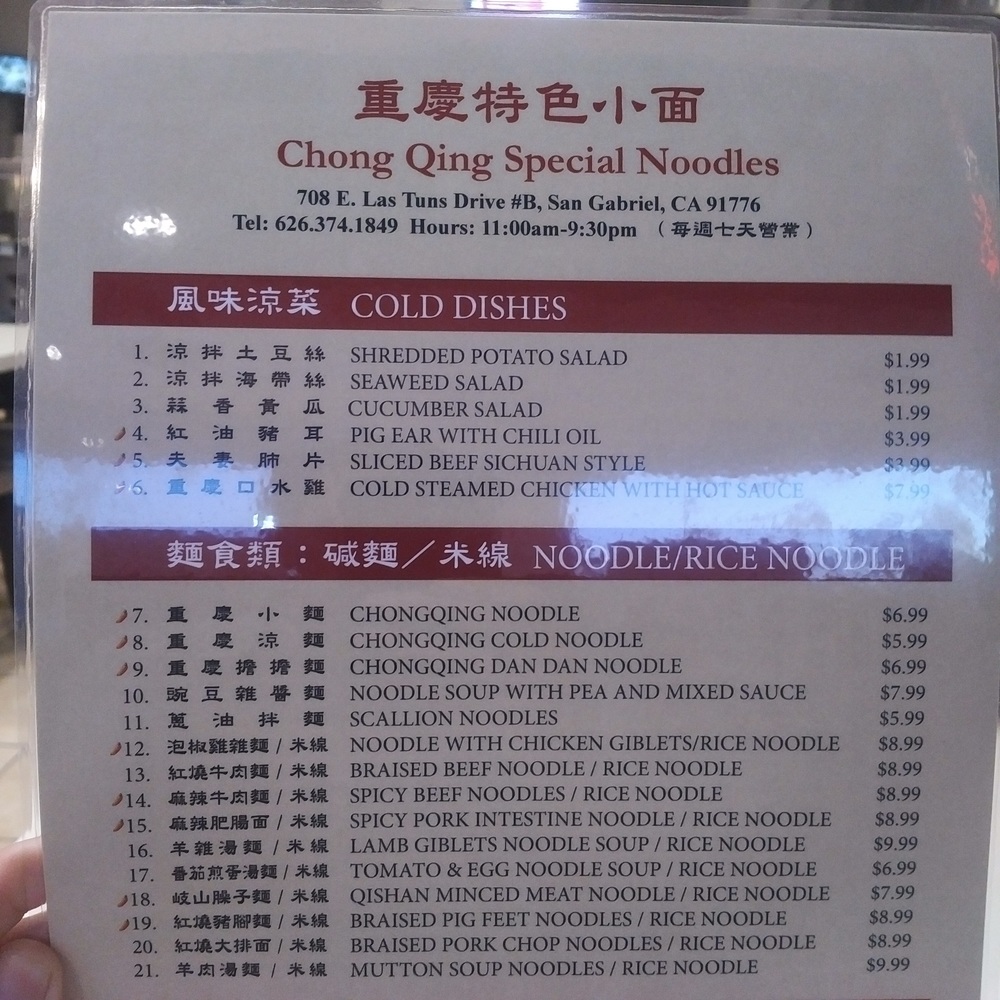 重慶特色小面
Chong Qing Special Noodles
708 E. Las Tuns Drive #B, San Gabriel, CA 91776
Tel: 626.374.1849 Hours: 11:00am-9:30pm （每週七天營業）
風味涼菜 COLD DISHES
1. 涼拌土豆絲 SHREDDED POTATO SALAD $1.99
2. 涼拌海帶絲 SEAWEED SALAD $1.99
3. 蒜香黃瓜 CUCUMBER SALAD $1.99
4. 紅油豬耳 PIG EAR WITH CHILI OIL $3.99
5. 夫妻肺片 SLICED BEEF SICHUAN STYLE $3.99
6. 重慶口水雞 COLD STEAMED CHICKEN WITH HOT SAUCE $7.99
麵食類：碱麵／米線 NOODLE/RICE NOODLE
7. 重慶小麵 CHONGQING NOODLE $6.99
8. 重慶涼麵 CHONGQING COLD NOODLE $5.99
9. 重慶擔擔麵 CHONGQING DAN DAN NOODLE $6.99
10. 豌豆雜醬麵 NOODLE SOUP WITH PEA AND MIXED SAUCE $7.99
11. 蔥油拌麵 SCALLION NOODLES $5.99
12. 泡椒雞雜麵 / 米線 NOODLE WITH CHICKEN GIBLETS/RICE NOODLE $8.99
13. 紅燒牛肉麵 / 米線 BRAISED BEEF NOODLE / RICE NOODLE $8.99
14. 麻辣牛肉麵 / 米線 SPICY BEEF NOODLES / RICE NOODLE $8.99
15. 麻辣肥腸面 / 米線 SPICY PORK INTESTINE NOODLE / RICE NOODLE $8.99
16. 羊雜湯麵 / 米線 LAMB GIBLETS NOODLE SOUP / RICE NOODLE $9.99
17. 番茄煎蛋湯麵 / 米線 TOMATO & EGG NOODLE SOUP / RICE NOODLE $6.99
18. 岐山臊子麵 / 米線 QISHAN MINCED MEAT NOODLE / RICE NOODLE $7.99
19. 紅燒豬腳麵 / 米線 BRAISED PIG FEET NOODLES / RICE NOODLE $8.99
20. 紅燒大排面 / 米線 BRAISED PORK CHOP NOODLES / RICE NOODLE $8.99
21. 羊肉湯麵 / 米線 MUTTON SOUP NOODLES / RICE NOODLE $9.99